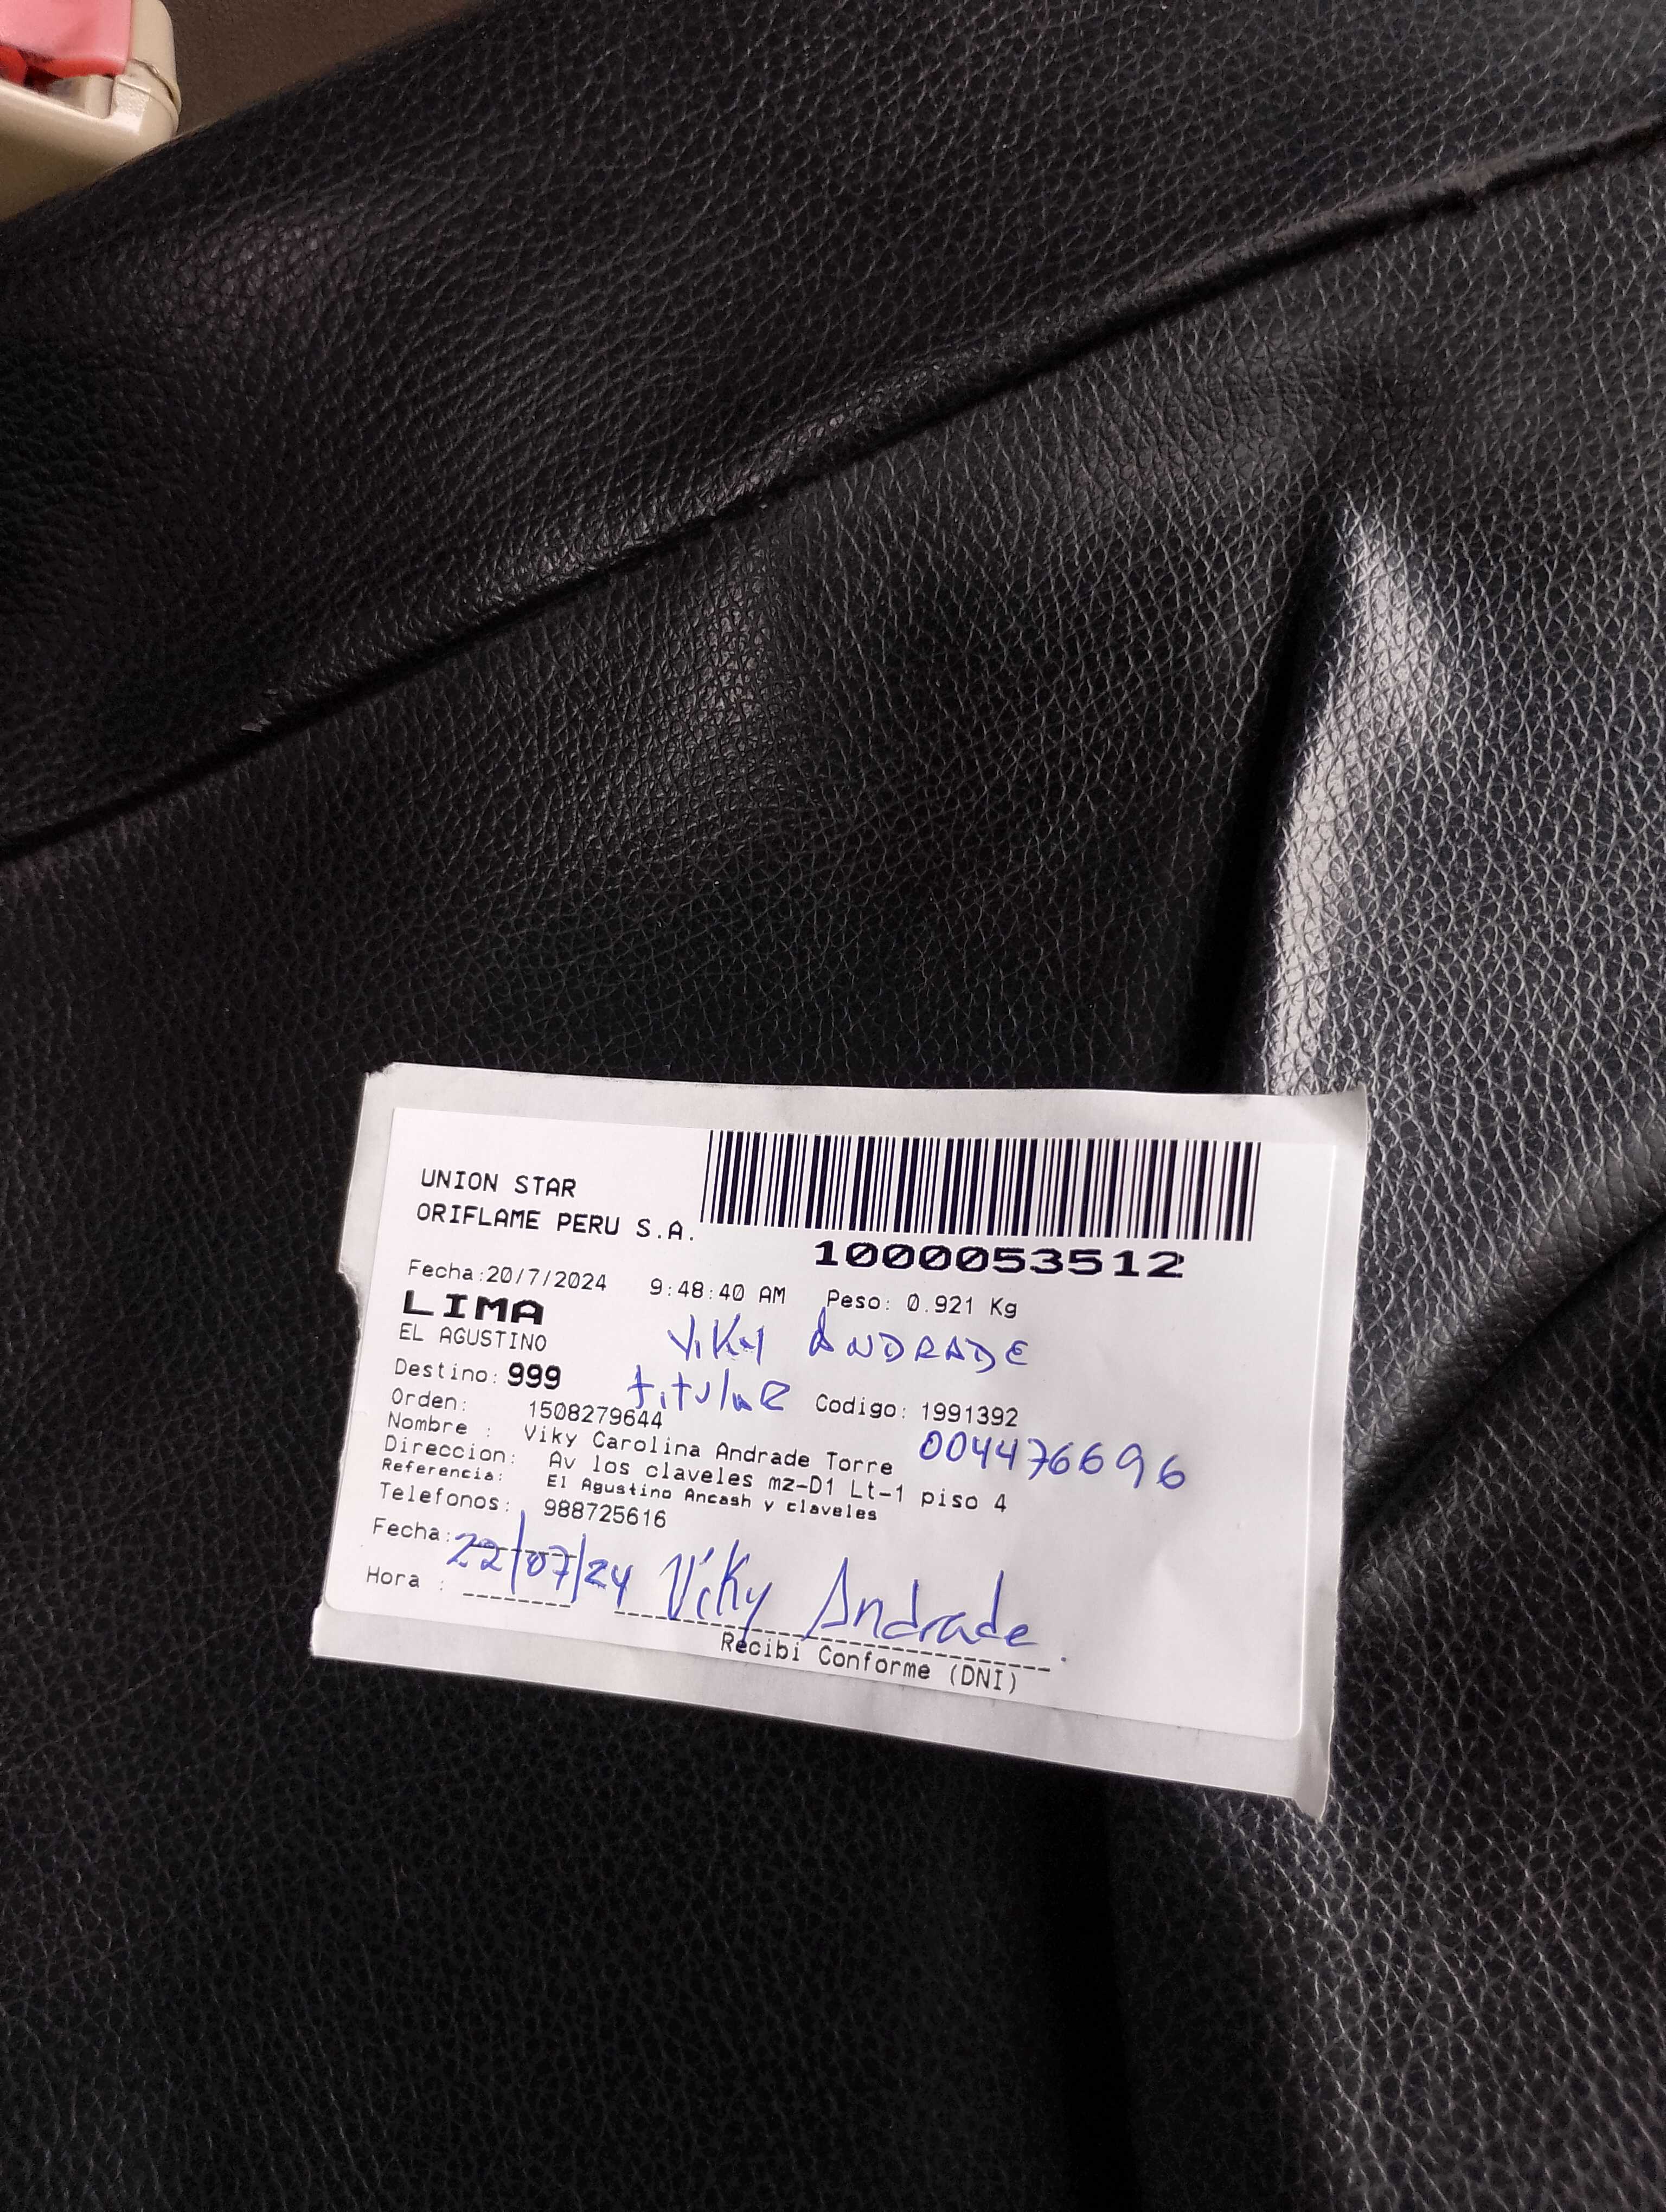 UNION STAR
ORIFLAME PERU S.A.
1000053512
Fecha:20/7/2024 9:48:40 AM Peso: 0.921 Kg
LIMA
EL AGUSTINO
Viky ANDRADE
Destino: 999
titulaR
Codigo: 1991392
Orden: 1508279644
004476696
Nombre : Viky Carolina Andrade Torre
Direccion: Av los claveles mz-D1 Lt-1 piso 4
Referencia: El Agustino Ancash y claveles
Telefonos: 988725616
Fecha: 22/07/24
Viky Andrade
Hora :
Recibi Conforme (DNI)